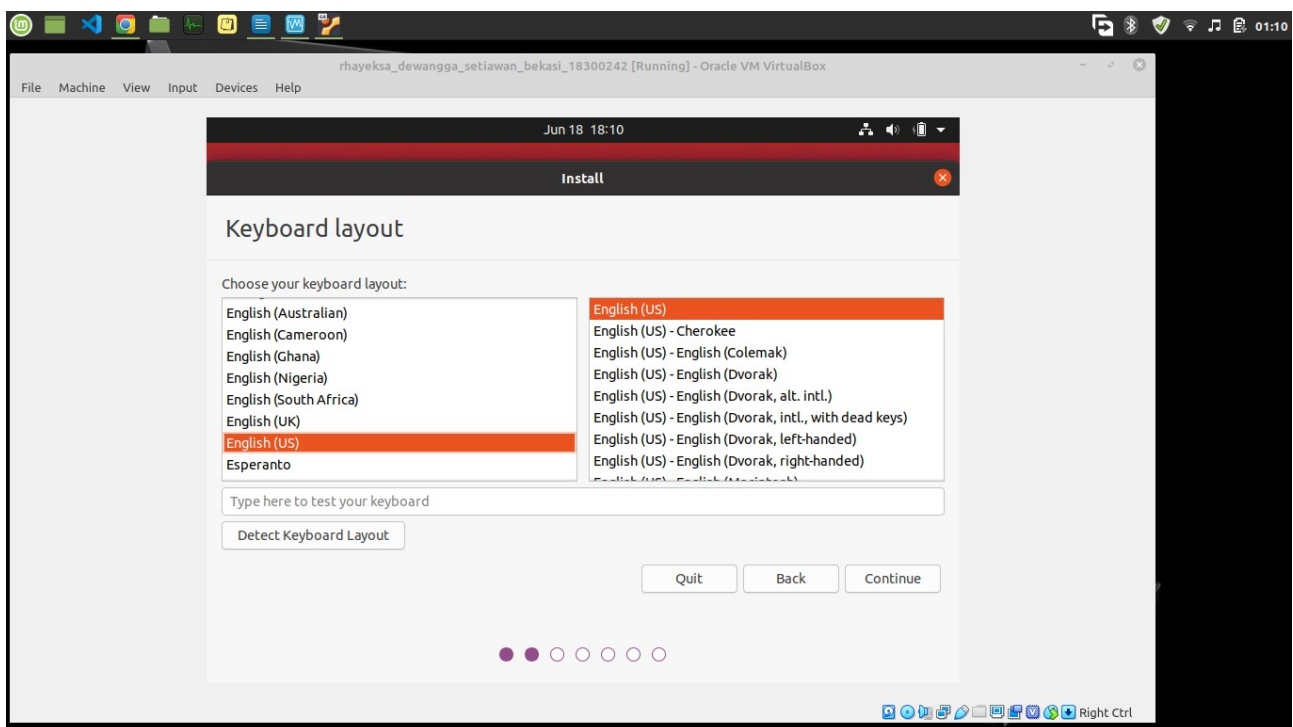 01:10
rhayeksa_dewangga_setiawan_bekasi_18300242 [Running] - Oracle VM VirtualBox
File Machine View Input Devices Help
Jun 18 18:10
Install
Keyboard layout
Choose your keyboard layout:
English (Australian)
English (Cameroon)
English (Ghana)
English (Nigeria)
English (South Africa)
English (UK)
English (US)
Esperanto
English (US)
English (US) - Cherokee
English (US) - English (Colemak)
English (US) - English (Dvorak)
English (US) - English (Dvorak, alt. intl.)
English (US) - English (Dvorak, intl., with dead keys)
English (US) - English (Dvorak, left-handed)
English (US) - English (Dvorak, right-handed)
English (US) - English (Macintosh)
Type here to test your keyboard
Detect Keyboard Layout
Quit Back Continue
Right Ctrl